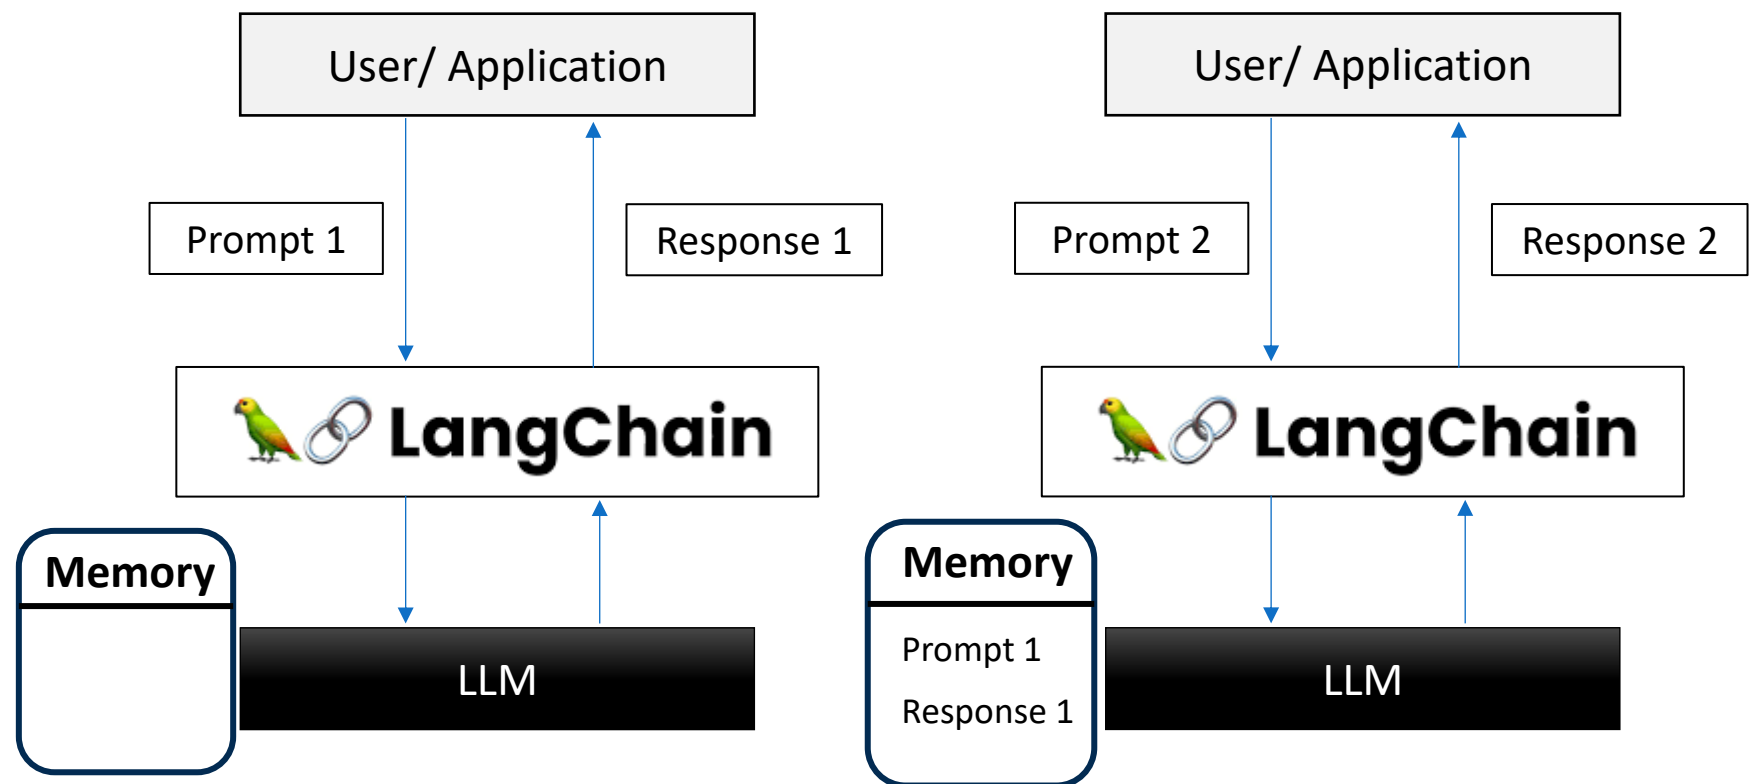 User/ Application
Prompt 1
Response 1
LangChain
Memory
LLM
User/ Application
Prompt 2
Response 2
LangChain
Memory
Prompt 1
Response 1
LLM